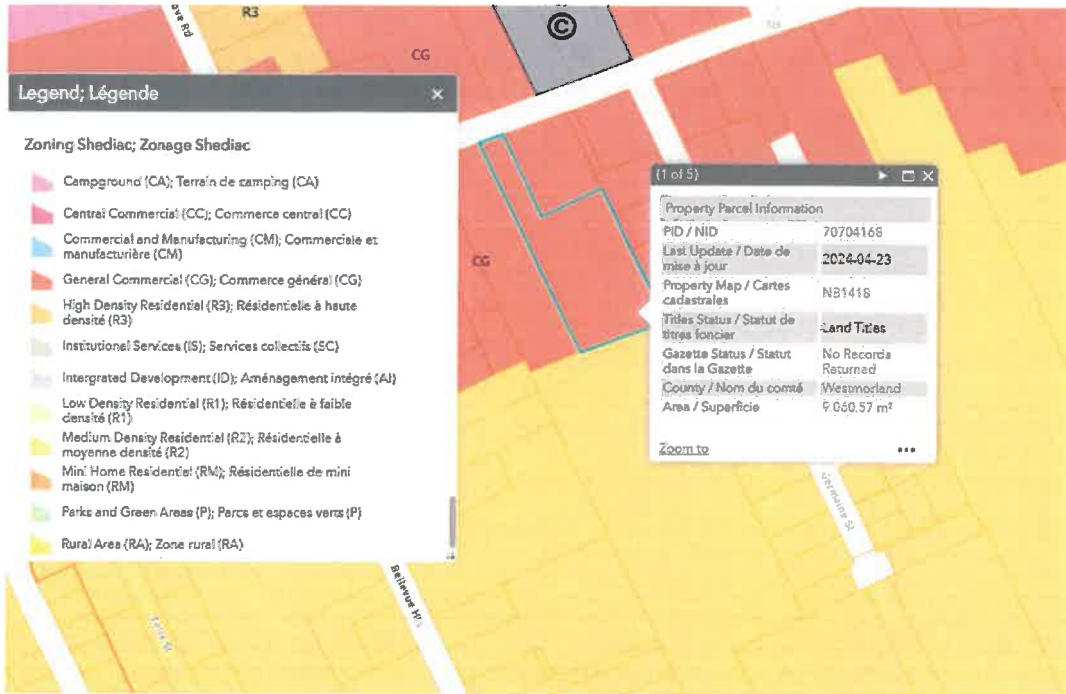 ave Rd
R3
CG
©
Legend; Légende
Zoning Shediac; Zonage Shediac
Campground (CA); Terrain de camping (CA)
Central Commercial (CC); Commerce central (CC)
Commercial and Manufacturing (CM); Commerciale et
manufacturière (CM)
General Commercial (CG); Commerce général (CG)
High Density Residential (R3); Résidentielle à haute
densité (R3)
Institutional Services (IS); Services collectifs (SC)
Intergrated Development (ID); Aménagement intégré (AI)
Low Density Residential (R1); Résidentielle à faible
densité (R1)
Medium Density Residential (R2); Résidentielle à
moyenne densité (R2)
Mini Home Residential (RM); Résidentielle de mini
maison (RM)
Parks and Green Areas (P); Parcs et espaces verts (P)
Rural Area (RA); Zone rural (RA)
CG
(1 of 5)
Property Parcel Information
PID / NID 70704168
Last Update / Date de
mise à jour 2024-04-23
Property Map / Cartes
cadastrales NB1418
Titles Status / Statut de
titres foncier Land Titles
Gazette Status / Statut
dans la Gazette No Records
Returned
County / Nom du comté Westmorland
Area / Superficie 9,060.57 m²
Zoom to
Germaine St
Bellevue Hts